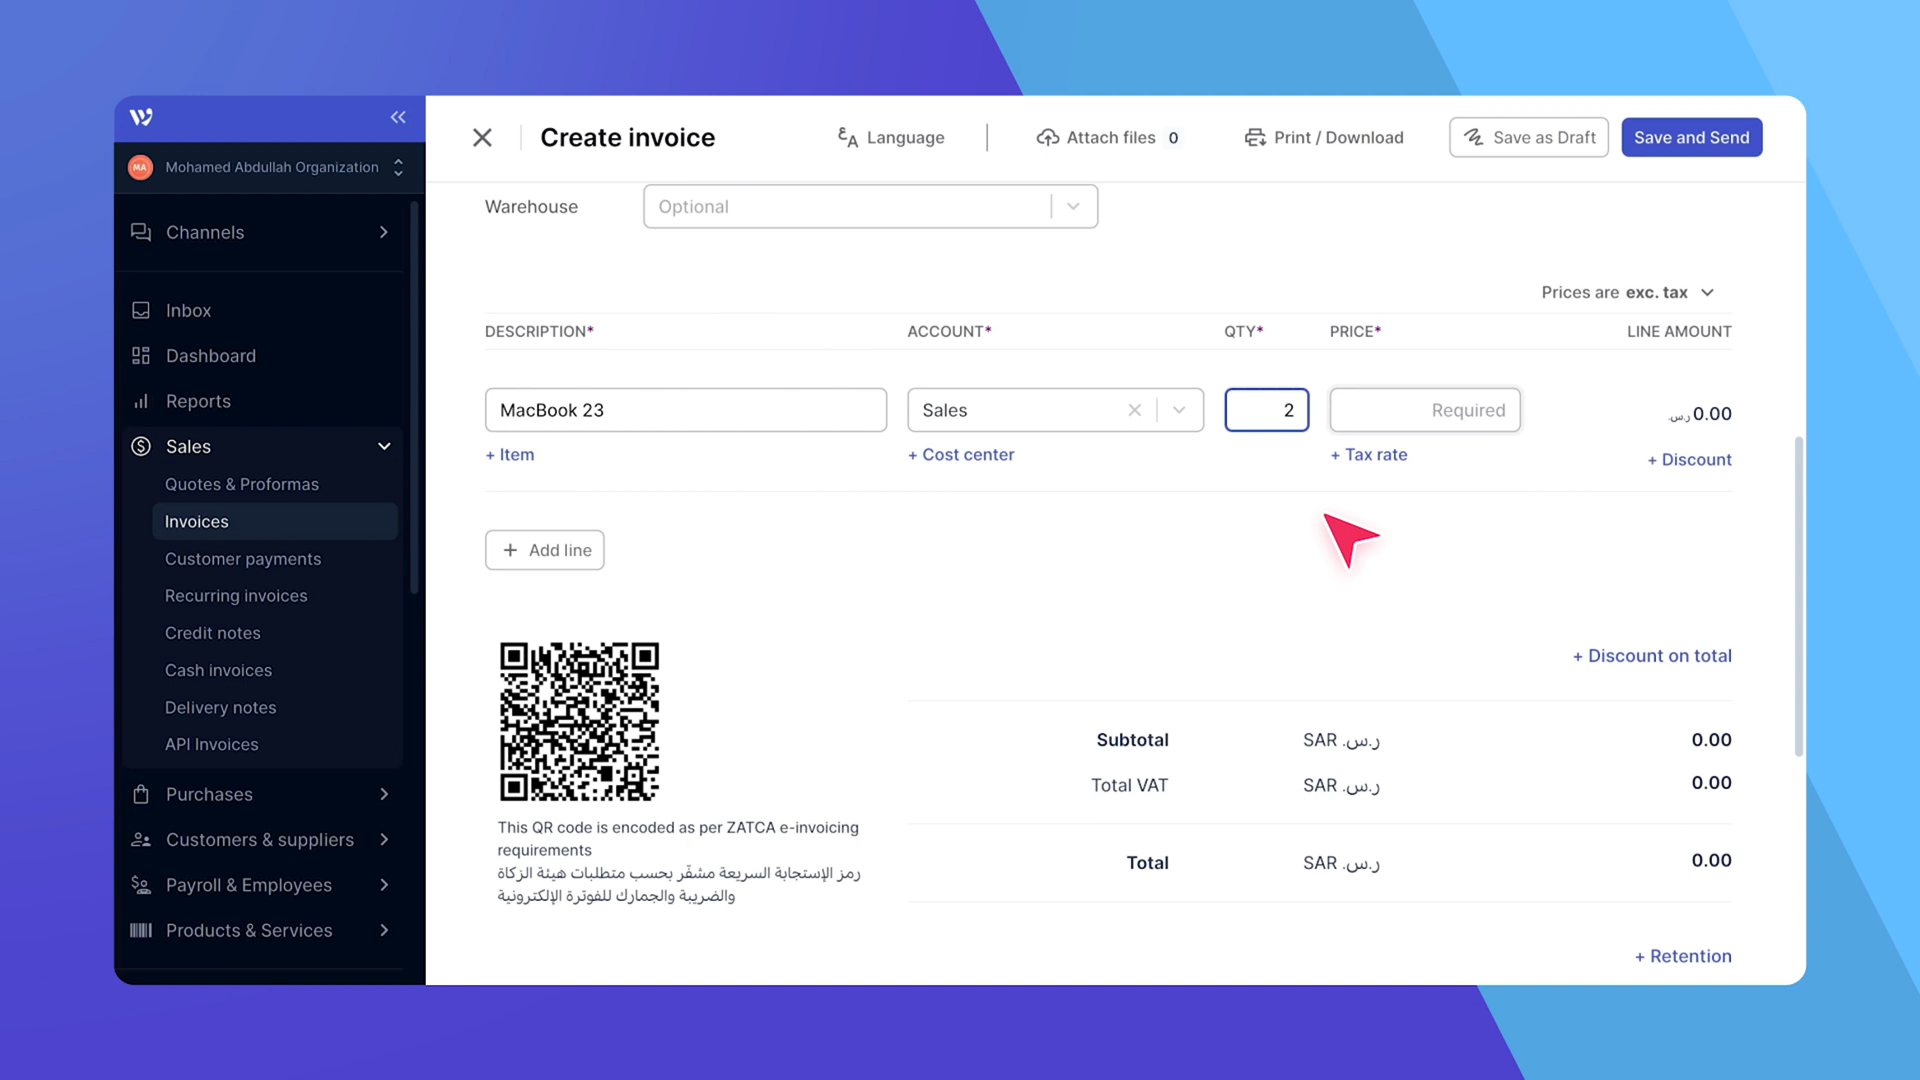 Create invoice
Language
Attach files 0
Print / Download
Save as Draft
Save and Send
MA
Mohamed Abdullah Organization
Channels
Inbox
Dashboard
Reports
Sales
Quotes & Proformas
Invoices
Customer payments
Recurring invoices
Credit notes
Cash invoices
Delivery notes
API Invoices
Purchases
Customers & suppliers
Payroll & Employees
Products & Services
Warehouse
Optional
Prices are exc. tax
DESCRIPTION* ACCOUNT* QTY* PRICE* LINE AMOUNT
MacBook 23 Sales 2 Required ر.س. 0.00
+ Item + Cost center + Tax rate + Discount
+ Add line
This QR code is encoded as per ZATCA e-invoicing
requirements
رمز الإستجابة السريعة مشفّر بحسب متطلبات هيئة الزكاة
والضريبة والجمارك للفوترة الإلكترونية
+ Discount on total
Subtotal SAR ر.س. 0.00
Total VAT SAR ر.س. 0.00
Total SAR ر.س. 0.00
+ Retention